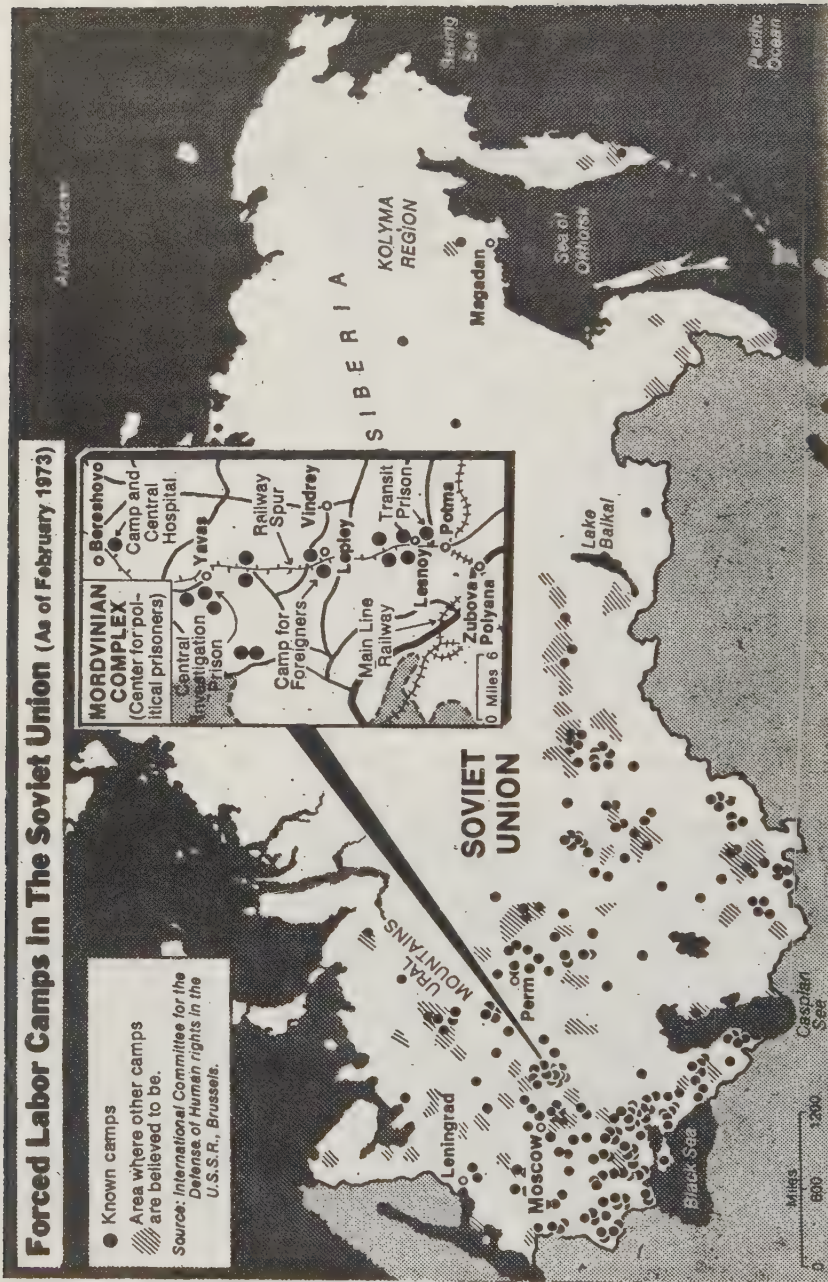 Forced Labor Camps in The Soviet Union (As of February 1973)
● Known camps
Area where other camps
are believed to be.
Source: International Committee for the
Defense of Human rights in the
U.S.S.R., Brussels.
MORDVINIAN
COMPLEX
(Center for pol-
itical prisoners)
Bereshovo
Camp and
Central
Hospital
Yavas
Central
Investigation
Prison
Railway
Spur
Vindrey
Camp for
Foreigners
Lepley
Transit
Prison
Main Line
Railway
Lesnoy
Potma
Zubova
Polyana
0 Miles 6
Arctic Ocean
Bering
Sea
Pacific
Ocean
SIBERIA
KOLYMA
REGION
Magadan
Sea of
Okhotsk
Lake
Baikal
SOVIET
UNION
URAL
MOUNTAINS
Perm
Leningrad
Moscow
Black Sea
Caspian
Sea
Miles
0 600 1200